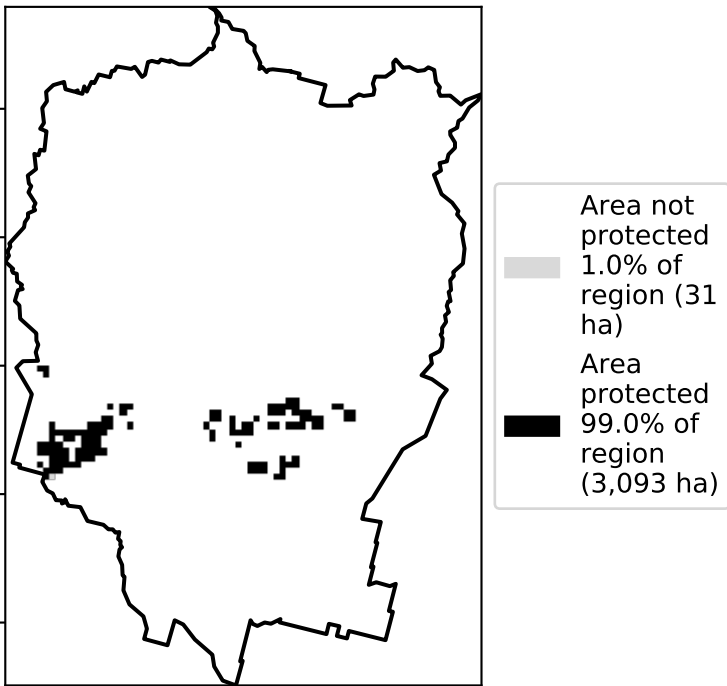 Area not
protected
1.0% of
region (31
ha)
Area
protected
99.0% of
region
(3,093 ha)